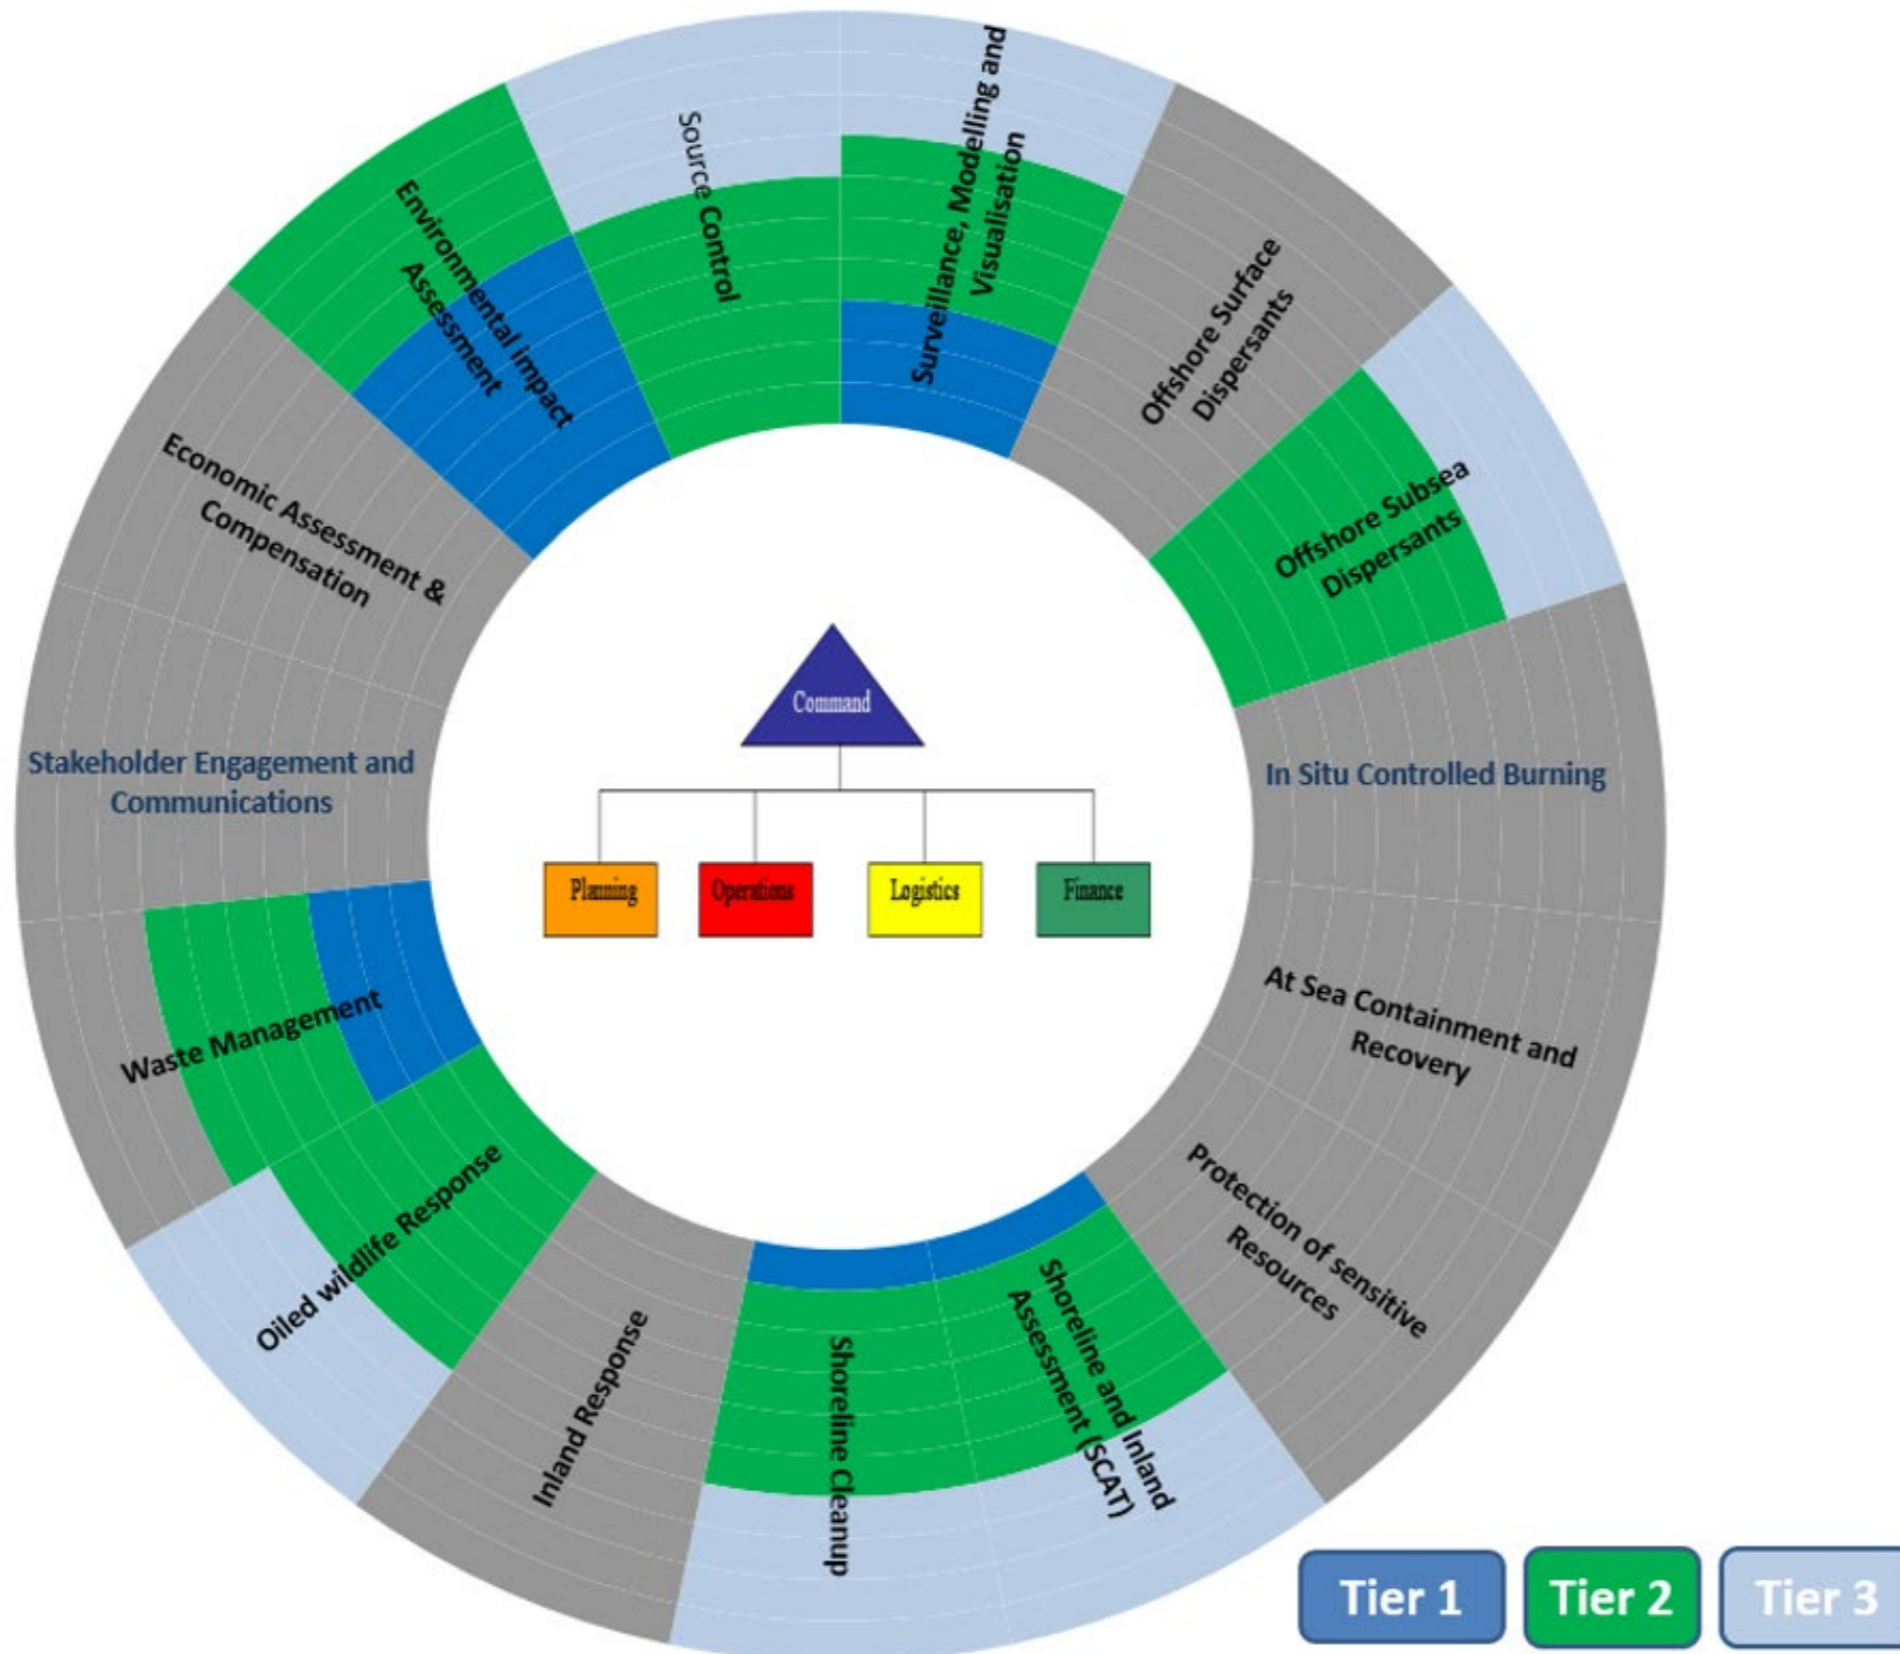 Surveillance, Modelling and
Visualisation
Offshore Surface
Dispersants
Offshore Subsea
Dispersants
In Situ Controlled Burning
At Sea Containment and
Recovery
Protection of sensitive
Resources
Shoreline and Inland
Assessment (SCAT)
Shoreline Cleanup
Inland Response
Oiled wildlife Response
Waste Management
Stakeholder Engagement and
Communications
Economic Assessment &
Compensation
Environmental impact
Assessment
Source Control
Command
Planning
Operations
Logistics
Finance
Tier 1
Tier 2
Tier 3